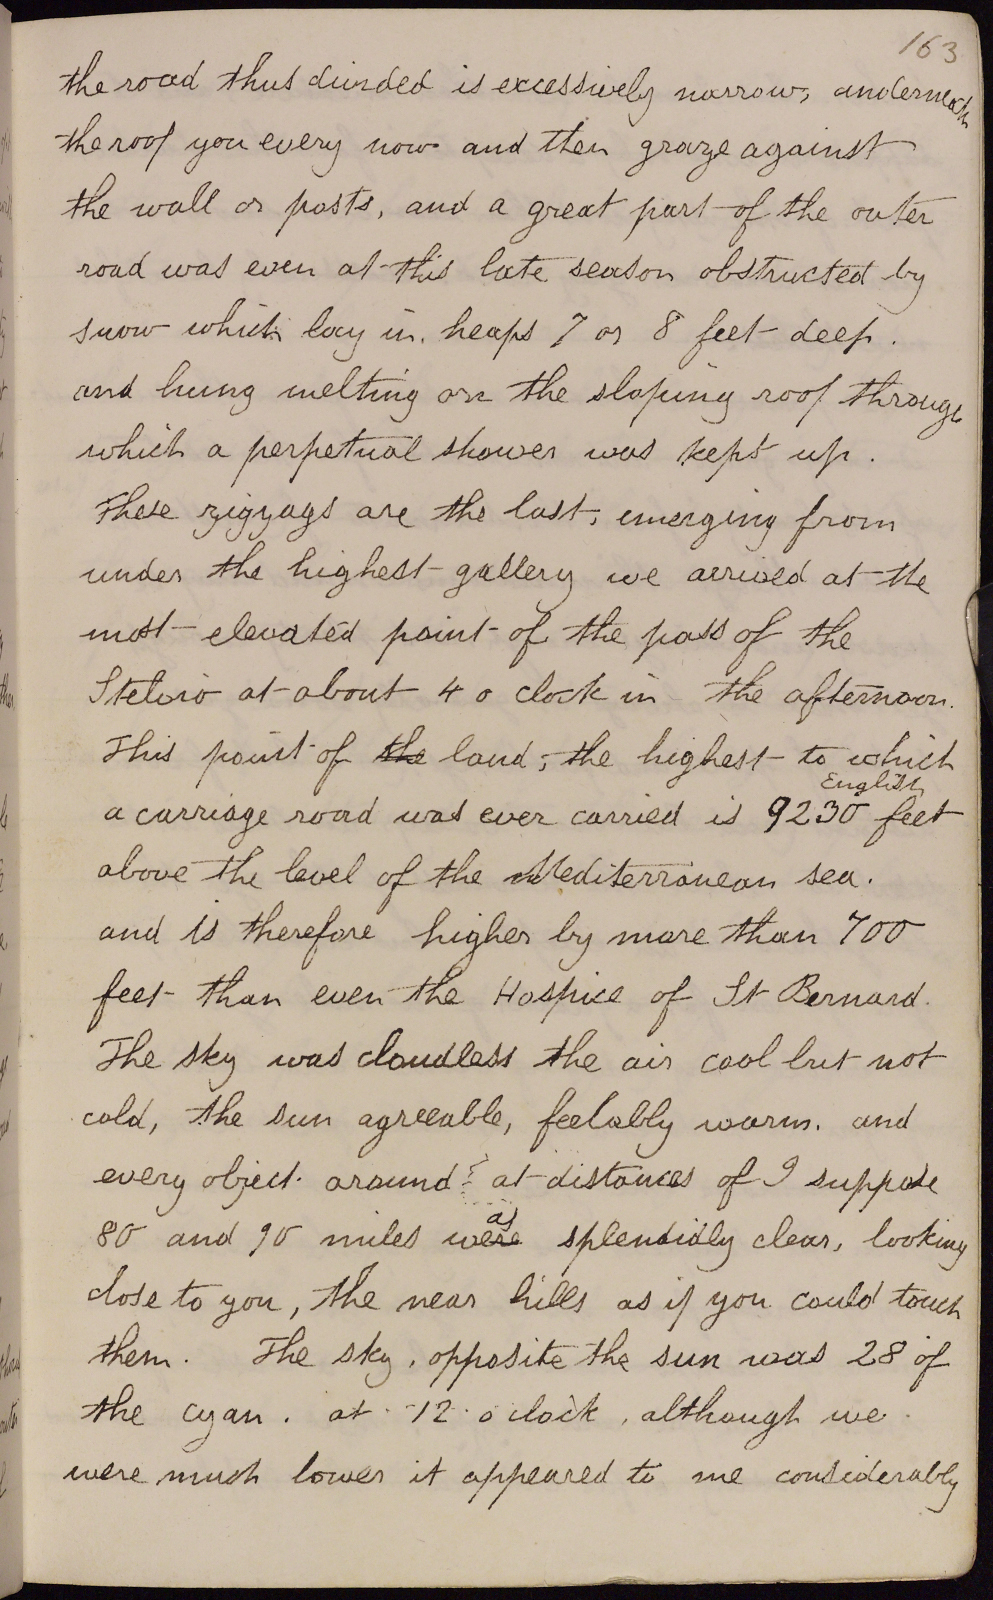 163
the road thus divided is excessively narrow, underneath
the roof you every now and then graze against
the wall or posts, and a great part of the outer
road was even at this late season obstructed by
snow which lay in heaps 7 or 8 feet deep.
and hung melting on the sloping roof through
which a perpetual shower was kept up.
These zigzags are the last, emerging from
under the highest gallery we arrived at the
most elevated point of the pass of the
Stelvio at about 4 o clock in the afternoon.
This point of the land, the highest to which
English
a carriage road was ever carried is 9230 feet
above the level of the Mediterranean sea.
and is therefore higher by more than 700
feet than even the Hospice of St Bernard.
The sky was cloudless the air cool but not
cold, the sun agreeable, feelably warm. and
every object around at distances of I suppose
as
80 and 90 miles were splendidly clear, looking
close to you, the near hills as if you could touch
them. The sky, opposite the sun was 28 of
the cyan. at 12 o clock, although we
were much lower it appeared to me considerably